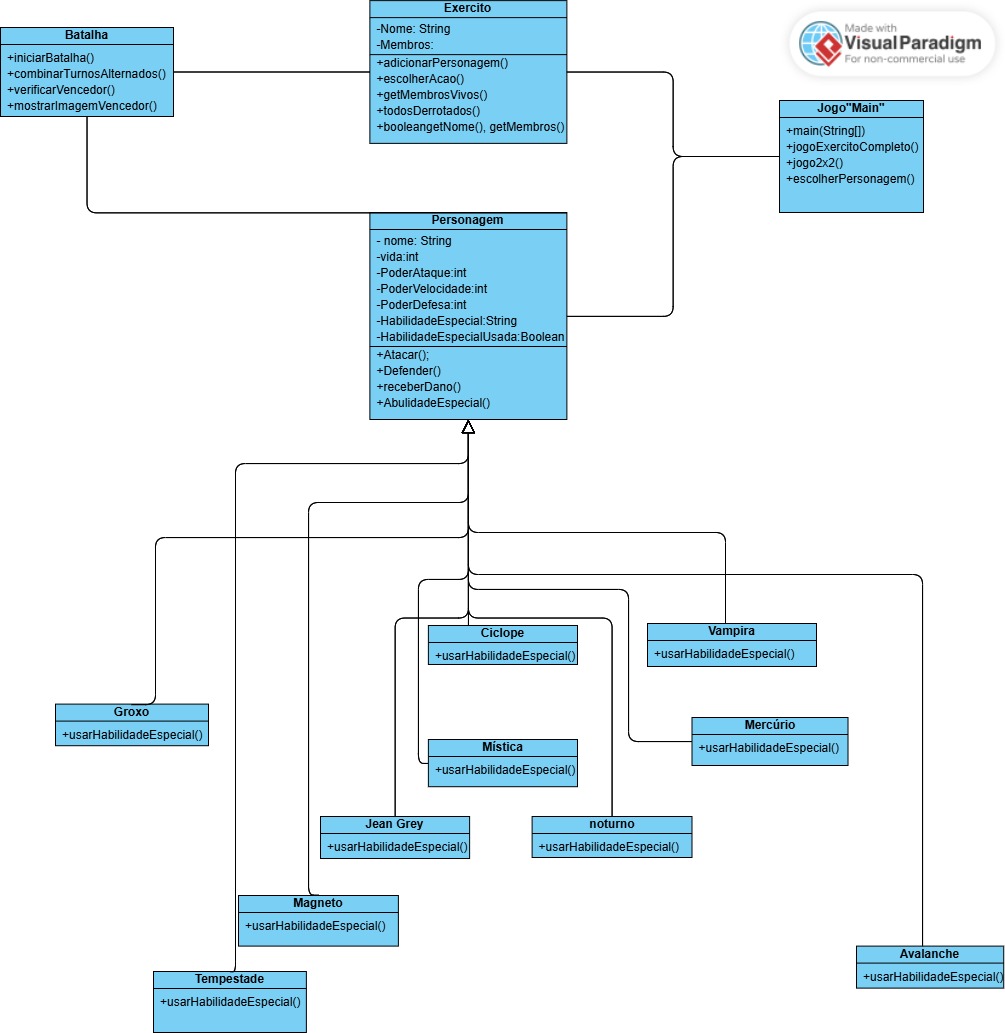 Made with
VisualParadigm
For non-commercial use
Batalha
+iniciarBatalha()
+combinarTurnosAlternados()
+verificarVencedor()
+mostrarImagemVencedor()
Exercito
-Nome: String
-Membros:
+adicionarPersonagem()
+escolherAcao()
+getMembrosVivos()
+todosDerrotados()
+booleangetNome(), getMembros()
Jogo"Main"
+main(String[])
+jogoExercitoCompleto()
+jogo2x2()
+escolherPersonagem()
Personagem
- nome: String
-vida:int
-PoderAtaque:int
-PoderVelocidade:int
-PoderDefesa:int
-HabilidadeEspecial:String
-HabilidadeEspecialUsada:Boolean
+Atacar();
+Defender()
+receberDano()
+AbulidadeEspecial()
Ciclope
+usarHabilidadeEspecial()
Vampira
+usarHabilidadeEspecial()
Groxo
+usarHabilidadeEspecial()
Mística
+usarHabilidadeEspecial()
Mercúrio
+usarHabilidadeEspecial()
Jean Grey
+usarHabilidadeEspecial()
noturno
+usarHabilidadeEspecial()
Magneto
+usarHabilidadeEspecial()
Tempestade
+usarHabilidadeEspecial()
Avalanche
+usarHabilidadeEspecial()